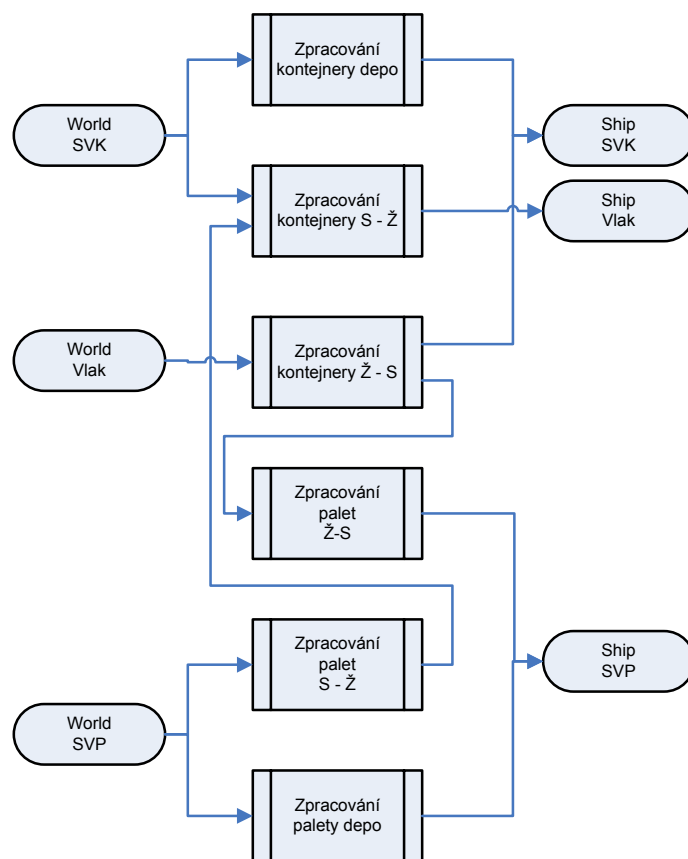 Zpracování
kontejnery depo
World
SVK
Ship
SVK
Zpracování
kontejnery S - Ž
Ship
Vlak
World
Vlak
Zpracování
kontejnery Ž - S
Zpracování
palet
Ž-S
Zpracování
palet
S - Ž
Ship
SVP
World
SVP
Zpracování
palety depo